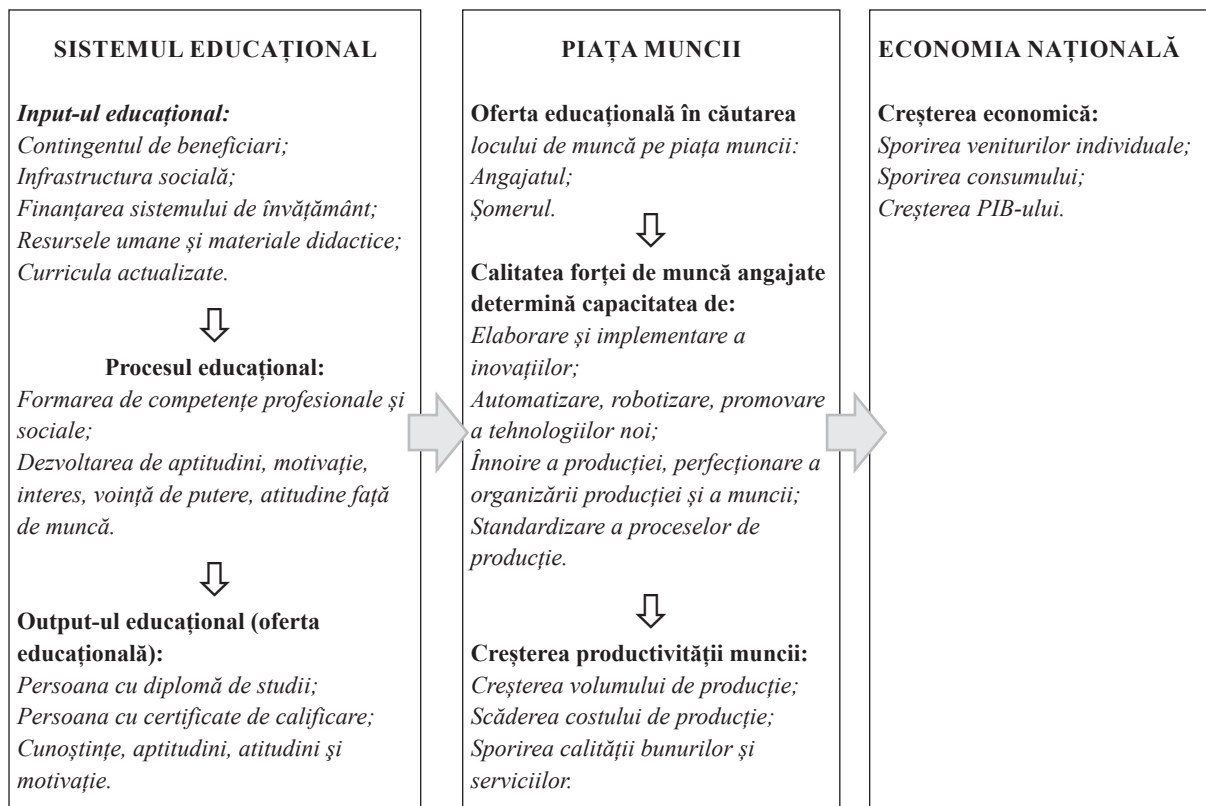 SISTEMUL EDUCAȚIONAL
Input-ul educațional:
Contingentul de beneficiari;
Infrastructura socială;
Finanțarea sistemului de învățământ;
Resursele umane și materiale didactice;
Curricula actualizate.
Procesul educațional:
Formarea de competențe profesionale și
sociale;
Dezvoltarea de aptitudini, motivație,
interes, voință de putere, atitudine față
de muncă.
Output-ul educațional (oferta
educațională):
Persoana cu diplomă de studii;
Persoana cu certificate de calificare;
Cunoștințe, aptitudini, atitudini şi
motivație.
PIAȚA MUNCII
Oferta educațională în căutarea
locului de muncă pe piața muncii:
Angajatul;
Șomerul.
Calitatea forței de muncă angajate
determină capacitatea de:
Elaborare și implementare a
inovațiilor;
Automatizare, robotizare, promovare
a tehnologiilor noi;
Înnoire a producției, perfecționare a
organizării producției și a muncii;
Standardizare a proceselor de
producție.
Creșterea productivității muncii:
Creșterea volumului de producție;
Scăderea costului de producție;
Sporirea calității bunurilor și
serviciilor.
ECONOMIA NAȚIONALĂ
Creșterea economică:
Sporirea veniturilor individuale;
Sporirea consumului;
Creșterea PIB-ului.